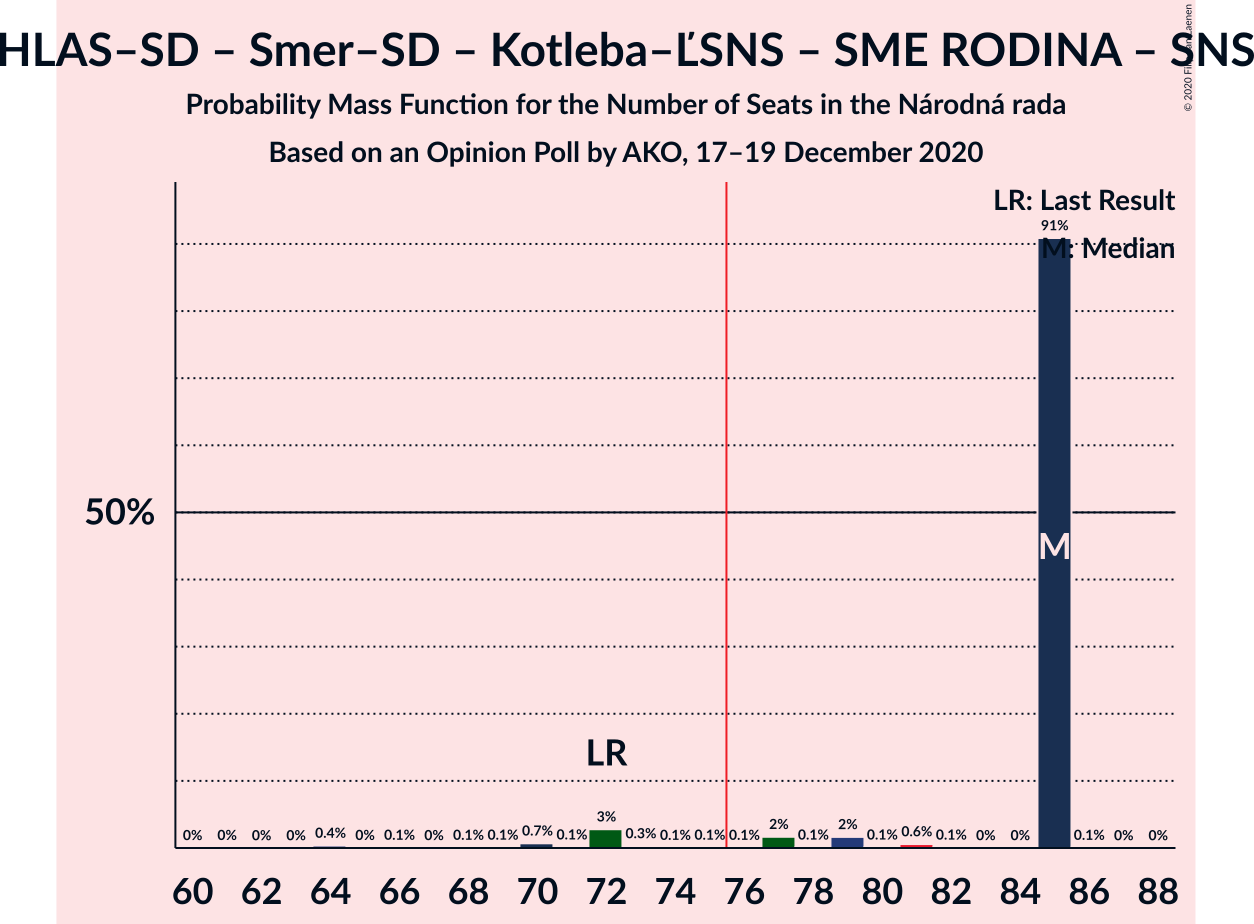 HLAS–SD – Smer–SD – Kotleba–ĽSNS – SME RODINA – SNS
Probability Mass Function for the Number of Seats in the Národná rada
Based on an Opinion Poll by AKO, 17–19 December 2020
© 2020 Filip van Laenen
LR: Last Result
91%
M: Median
50%
M
LR
0% 0% 0% 0% 0.4% 0% 0.1% 0% 0.1% 0.1% 0.7% 0.1% 3% 0.3% 0.1% 0.1% 0.1% 2% 0.1% 2% 0.1% 0.6% 0.1% 0% 0% 0.1% 0% 0%
60 62 64 66 68 70 72 74 76 78 80 82 84 86 88